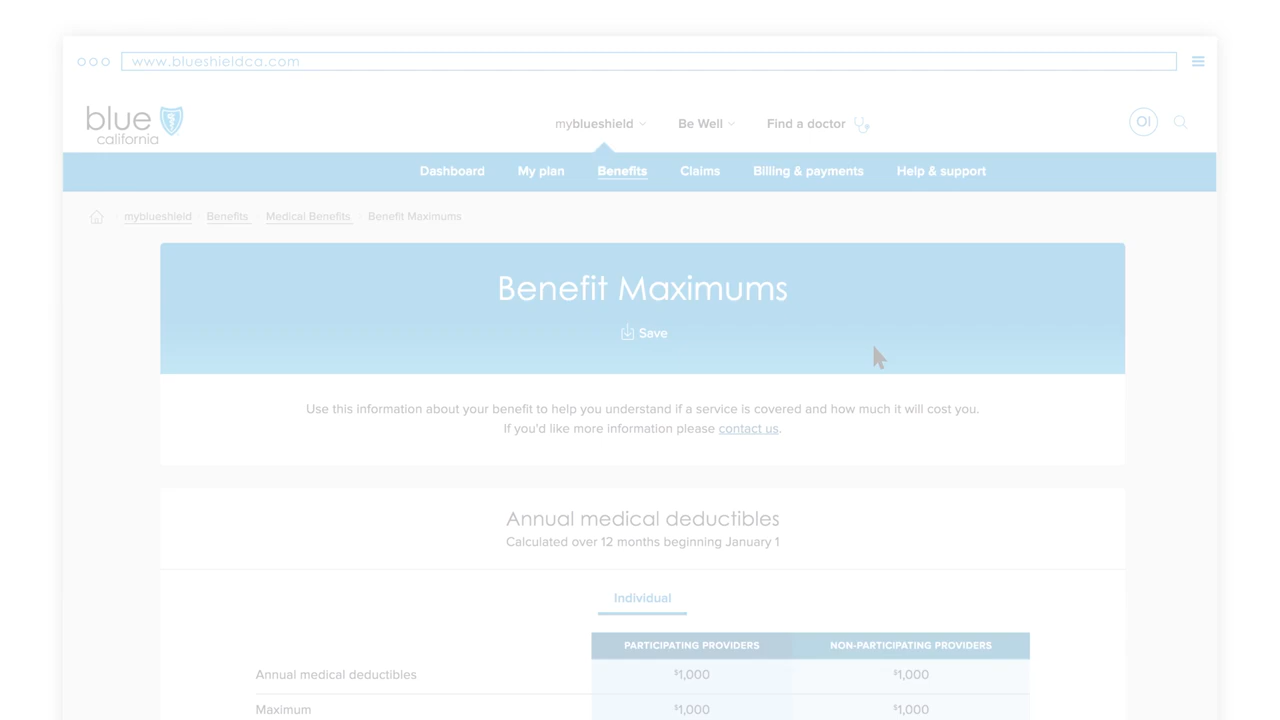 www.blueshieldca.com
blue
california
myblueshield Be Well Find a doctor OI
Dashboard My plan Benefits Claims Billing & payments Help & support
myblueshield Benefits Medical Benefits Benefit Maximums
Benefit Maximums
Save
Use this information about your benefit to help you understand if a service is covered and how much it will cost you.
If you'd like more information please contact us.
Annual medical deductibles
Calculated over 12 months beginning January 1
Individual
PARTICIPATING PROVIDERS NON-PARTICIPATING PROVIDERS
Annual medical deductibles $1,000 $1,000
Maximum $1,000 $1,000